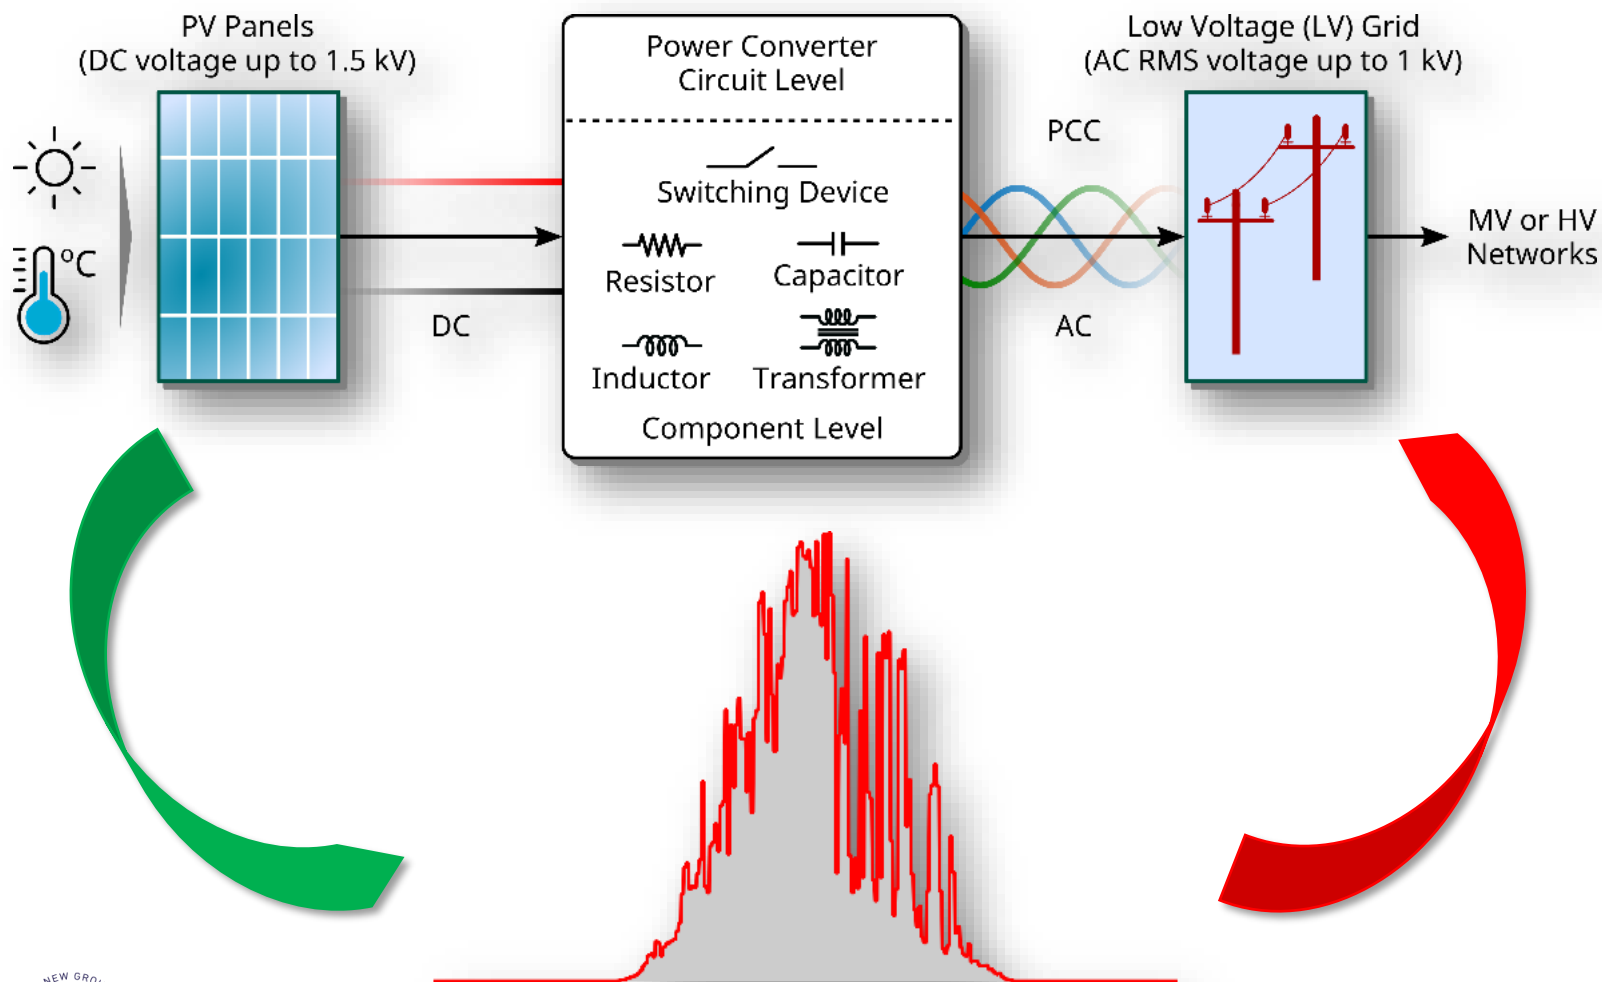 PV Panels
(DC voltage up to 1.5 kV)
Power Converter
Circuit Level
Low Voltage (LV) Grid
(AC RMS voltage up to 1 kV)
PCC
Switching Device
°C
Resistor
Capacitor
MV or HV
Networks
DC
AC
Inductor
Transformer
Component Level
NEW